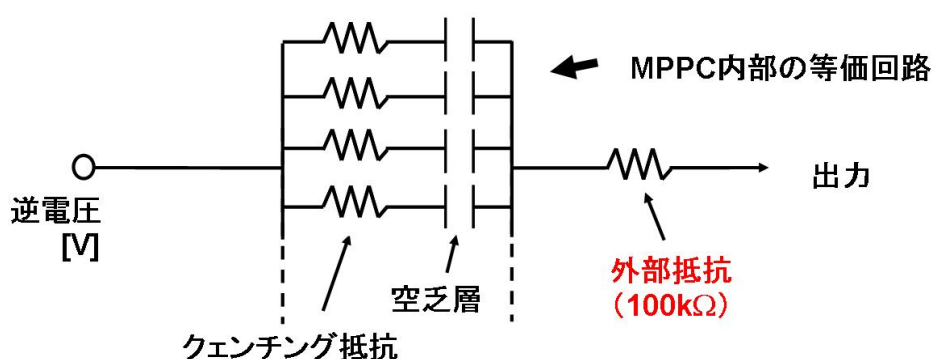 MPPC内部の等価回路
逆電圧
[V]
出力
外部抵抗
(100kΩ)
空乏層
クェンチング抵抗